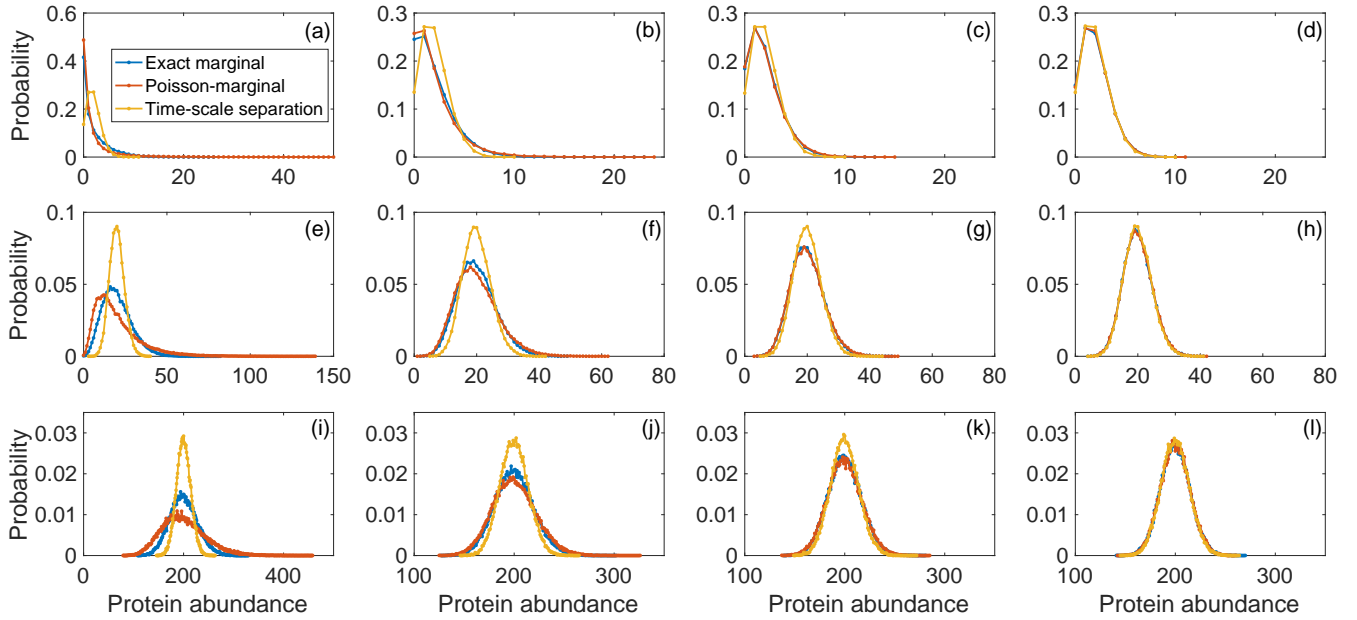 Probability
0.6
0.4
0.2
0
0 20 40
(a)
Exact marginal
Poisson-marginal
Time-scale separation
0.3
0.2
0.1
0
0 10 20
(b)
0.3
0.2
0.1
0
0 10 20
(c)
0.3
0.2
0.1
0
0 10 20
(d)
Probability
0.1
0.05
0
0 50 100 150
(e)
0.1
0.05
0
0 20 40 60 80
(f)
0.1
0.05
0
0 20 40 60 80
(g)
0.1
0.05
0
0 20 40 60 80
(h)
Probability
0.03
0.02
0.01
0
0 200 400
Protein abundance
(i)
0.03
0.02
0.01
0
100 200 300
Protein abundance
(j)
0.03
0.02
0.01
0
100 200 300
Protein abundance
(k)
0.03
0.02
0.01
0
100 200 300
Protein abundance
(l)